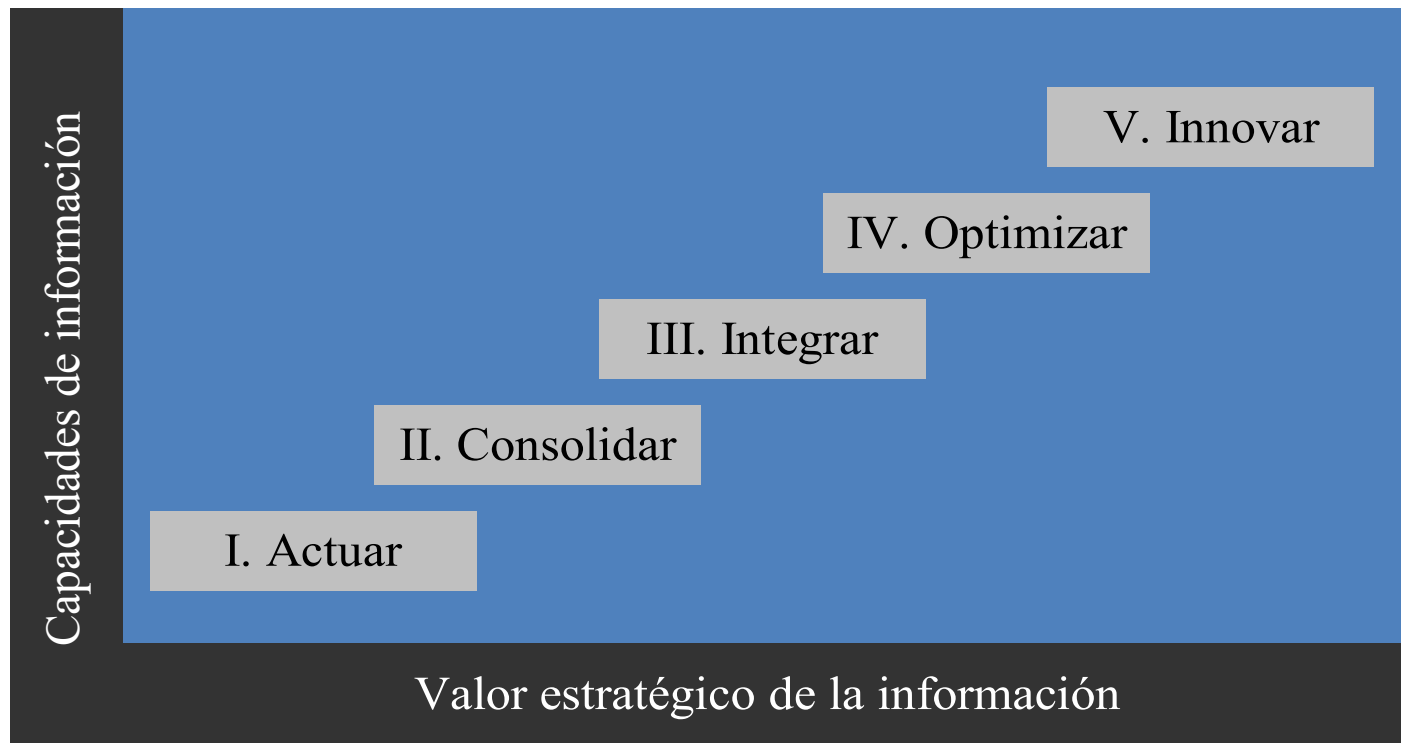 Capacidades de información
V. Innovar
IV. Optimizar
III. Integrar
II. Consolidar
I. Actuar
Valor estratégico de la información